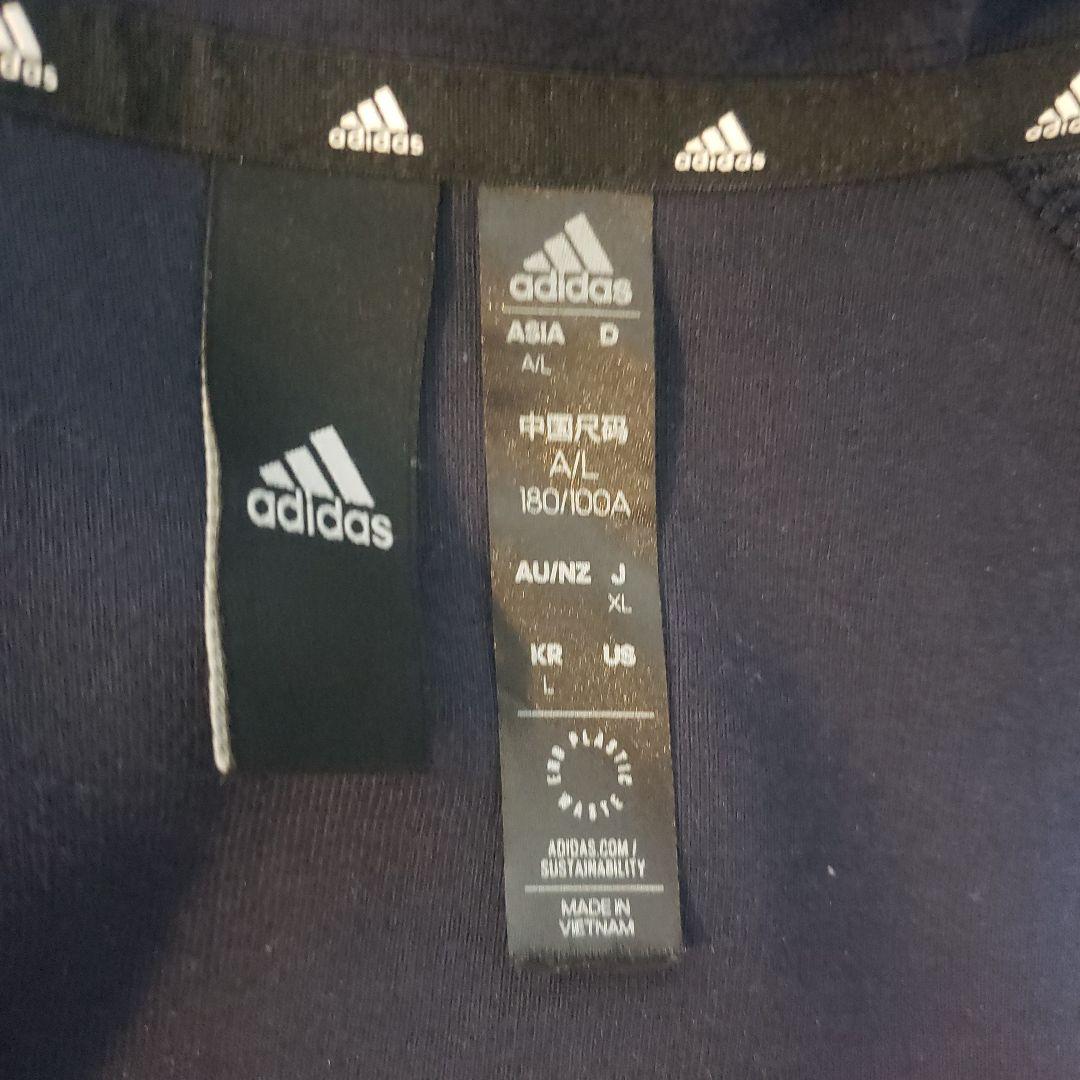 adidas
adidas
adidas
adidas
adidas
adidas
ASIA D
A/L
中国尺码
A/L
180/100A
AU/NZ J
XL
KR US
L
END PLASTIC WASTE
ADIDAS.COM/
SUSTAINABILITY
MADE IN
VIETNAM